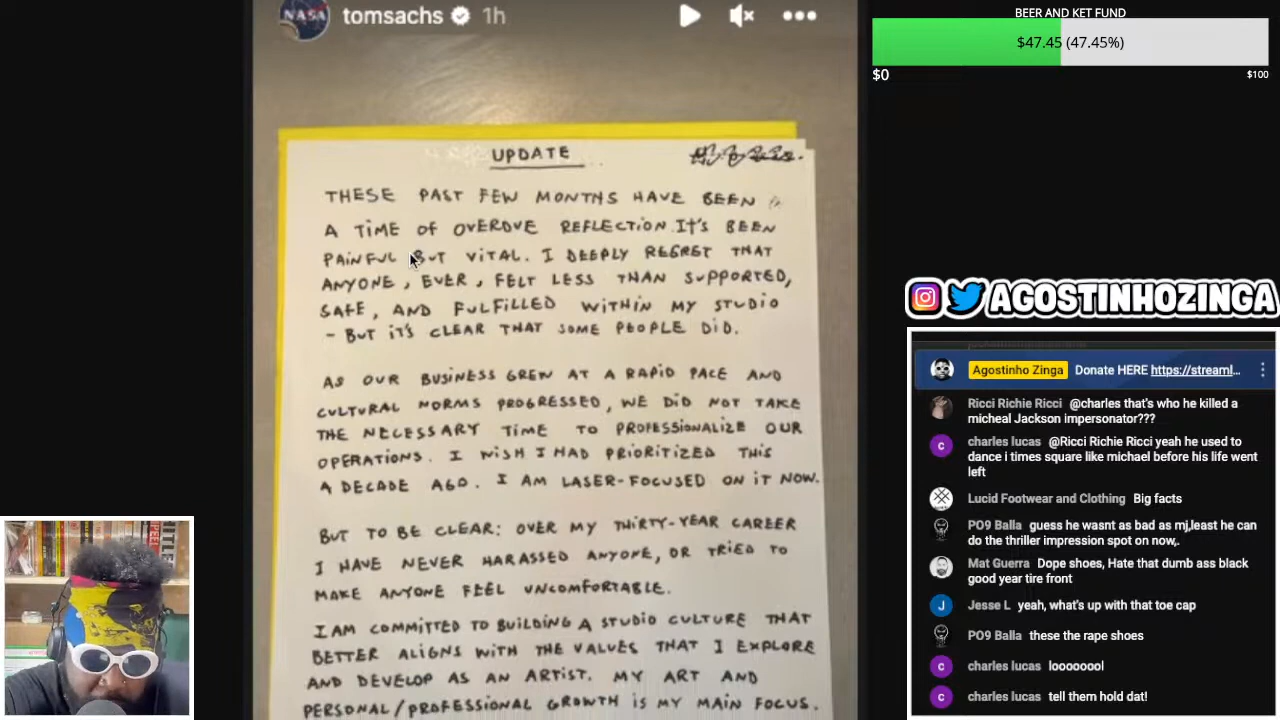 NASA
tomsachs 1h
UPDATE
THESE PAST FEW MONTHS HAVE BEEN
A TIME OF OVERDUE REFLECTION. IT'S BEEN
PAINFUL BUT VITAL. I DEEPLY REGRET THAT
ANYONE, EVER, FELT LESS THAN SUPPORTED,
SAFE, AND FULFILLED WITHIN MY STUDIO
- BUT IT'S CLEAR THAT SOME PEOPLE DID.
AS OUR BUSINESS GREW AT A RAPID PACE AND
CULTURAL NORMS PROGRESSED, WE DID NOT TAKE
THE NECESSARY TIME TO PROFESSIONALIZE OUR
OPERATIONS. I WISH I HAD PRIORITIZED THIS
A DECADE AGO. I AM LASER-FOCUSED ON IT NOW.
BUT TO BE CLEAR: OVER MY THIRTY-YEAR CAREER
I HAVE NEVER HARASSED ANYONE, OR TRIED TO
MAKE ANYONE FEEL UNCOMFORTABLE.
I AM COMMITTED TO BUILDING A STUDIO CULTURE THAT
BETTER ALIGNS WITH THE VALUES THAT I EXPLORE
AND DEVELOP AS AN ARTIST. MY ART AND
PERSONAL/PROFESSIONAL GROWTH IS MY MAIN FOCUS.
BEER AND KET FUND
$47.45 (47.45%)
$0 $100
AGOSTINHOZINGA
Agostinho Zinga Donate HERE https://streaml...
Ricci Richie Ricci @charles that's who he killed a
micheal Jackson impersonator???
charles lucas @Ricci Richie Ricci yeah he used to
dance i times square like michael before his life went
left
Lucid Footwear and Clothing Big facts
PO9 Balla guess he wasnt as bad as mj,least he can
do the thriller impression spot on now,.
Mat Guerra Dope shoes, Hate that dumb ass black
good year tire front
J Jesse L yeah, what's up with that toe cap
PO9 Balla these the rape shoes
c charles lucas looooooo!
c charles lucas tell them hold dat!